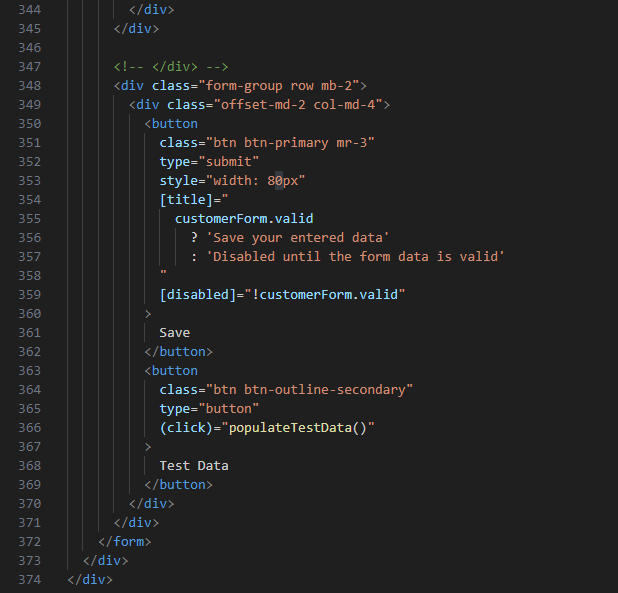 344 </div>
345 </div>
346
347 <!-- </div> -->
348 <div class="form-group row mb-2">
349 <div class="offset-md-2 col-md-4">
350 <button
351 class="btn btn-primary mr-3"
352 type="submit"
353 style="width: 80px"
354 [title]="
355 customerForm.valid
356 ? 'Save your entered data'
357 : 'Disabled until the form data is valid'
358 "
359 [disabled]="!customerForm.valid"
360 >
361 Save
362 </button>
363 <button
364 class="btn btn-outline-secondary"
365 type="button"
366 (click)="populateTestData()"
367 >
368 Test Data
369 </button>
370 </div>
371 </div>
372 </form>
373 </div>
374 </div>